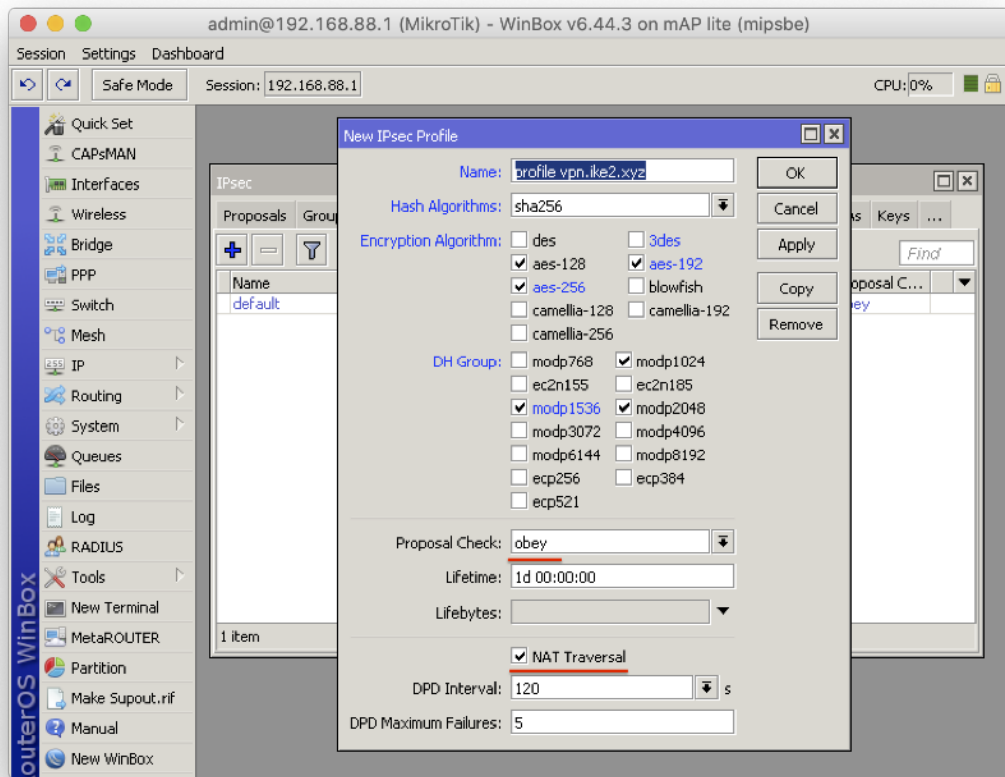 admin@192.168.88.1 (MikroTik) - WinBox v6.44.3 on mAP lite (mipsbe)
Session Settings Dashboard
Safe Mode Session: 192.168.88.1 CPU: 0%
RouterOS WinBox
Quick Set
CAPsMAN
Interfaces
Wireless
Bridge
PPP
Switch
Mesh
IP
Routing
System
Queues
Files
Log
RADIUS
Tools
New Terminal
MetaROUTER
Partition
Make Supout.rif
Manual
New WinBox
IPsec
Proposals Keys ...
Find
Name
default
1 item
New IPsec Profile
Name: profile vpn.ike2.xyz
Hash Algorithms: sha256
Encryption Algorithm: des 3des
aes-128 aes-192
aes-256 blowfish
camellia-128 camellia-192
camellia-256
DH Group: modp768 modp1024
ec2n155 ec2n185
modp1536 modp2048
modp3072 modp4096
modp6144 modp8192
ecp256 ecp384
ecp521
Proposal Check: obey
Lifetime: 1d 00:00:00
Lifebytes:
NAT Traversal
DPD Interval: 120 s
DPD Maximum Failures: 5
OK
Cancel
Apply
Copy
Remove